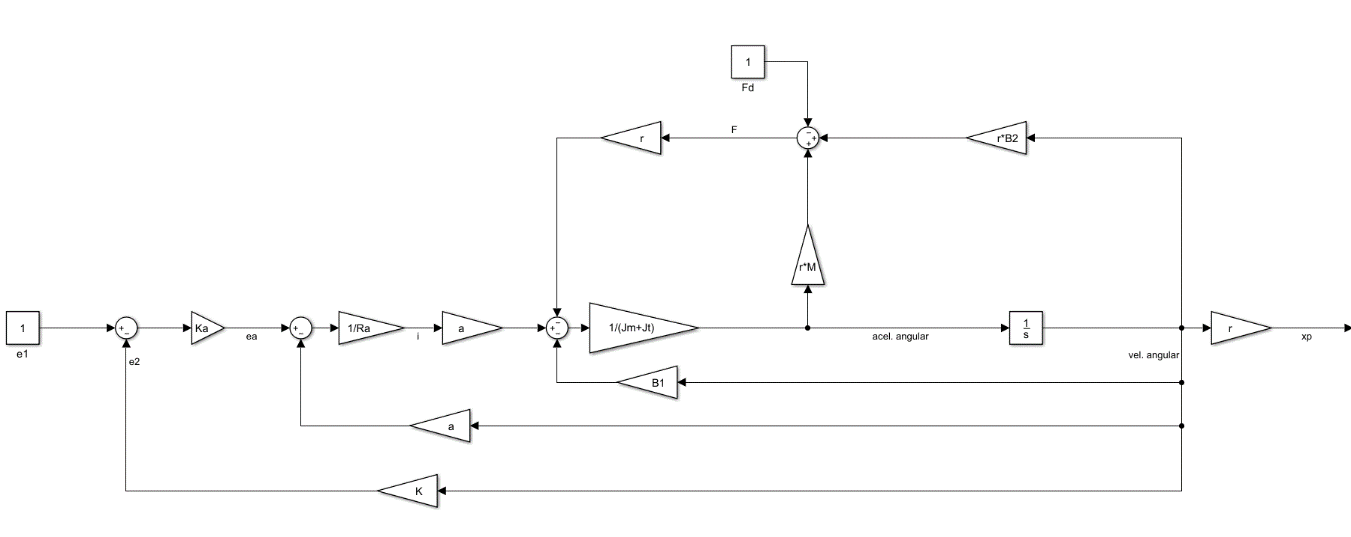 1
Fd
r
F
r*B2
r*M
1
e1
Ka
ea
1/Ra
i
a
1/(Jm+Jt)
acel. angular
1
s
vel. angular
r
xp
e2
B1
a
K